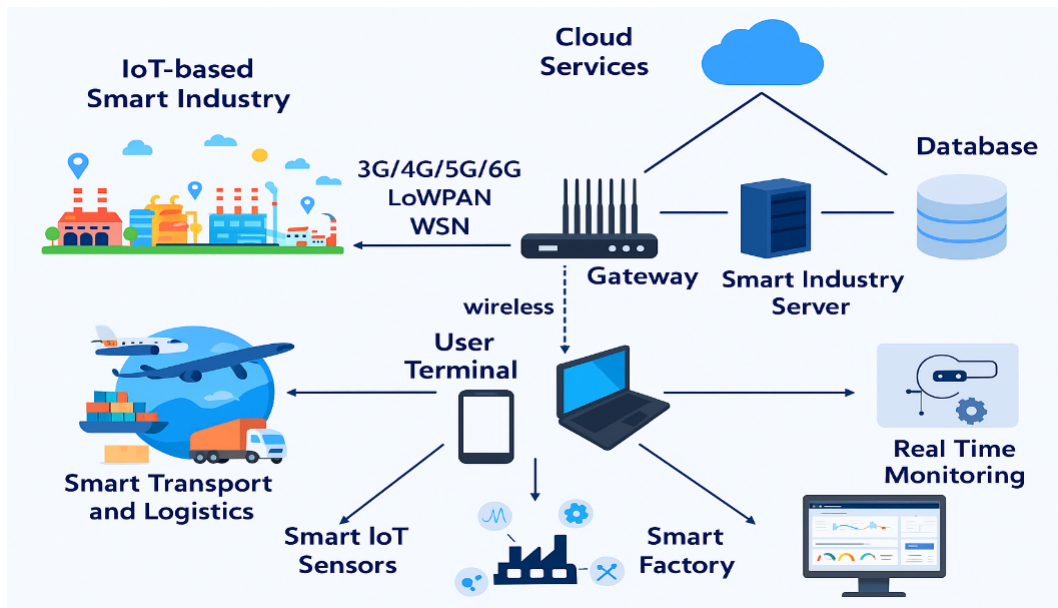 Cloud
Services
IoT-based
Smart Industry
Database
3G/4G/5G/6G
LoWPAN
WSN
Gateway
Smart Industry
Server
wireless
User
Terminal
Real Time
Monitoring
Smart Transport
and Logistics
Smart IoT
Sensors
Smart
Factory